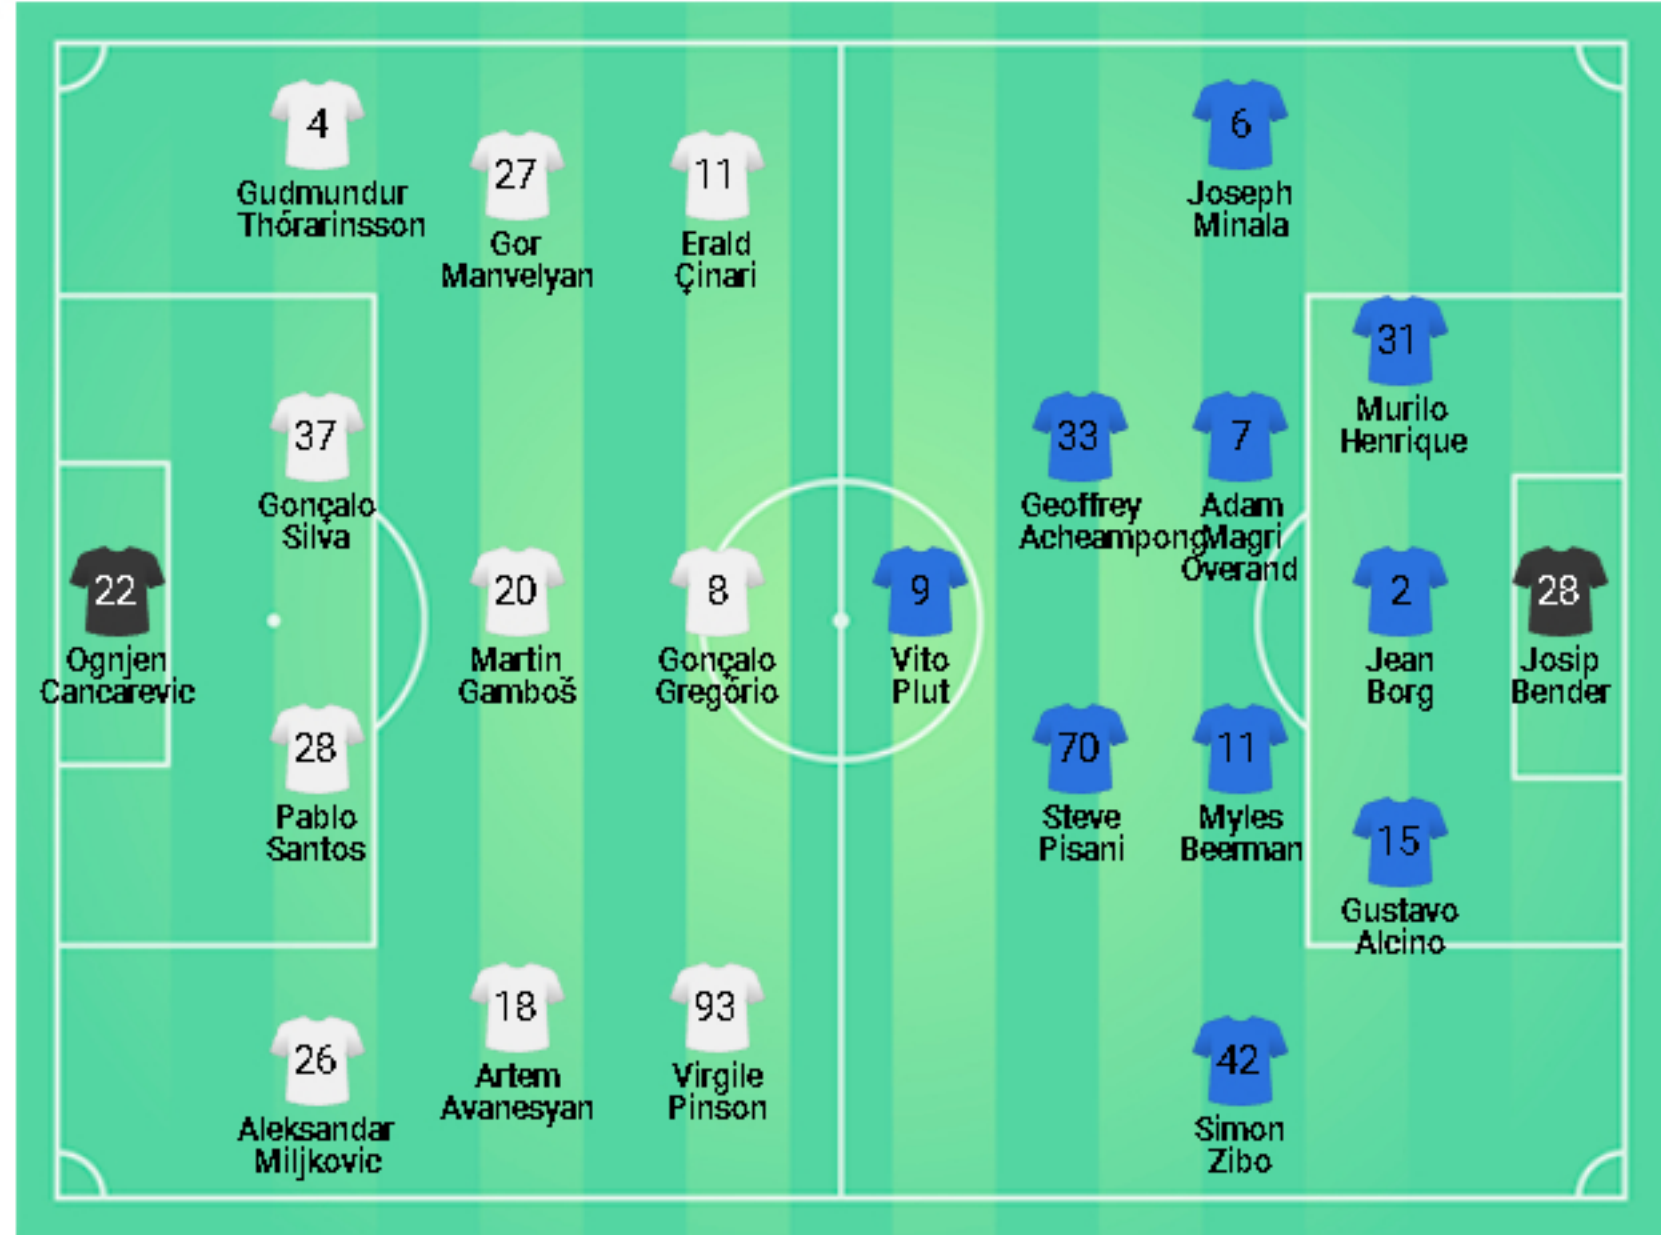 4
Gudmundur
Thórarinsson
27
Gor
Manvelyan
11
Erald
Çinari
37
Gonçalo
Silva
22
Ognjen
Cancarevic
20
Martin
Gamboš
8
Gonçalo
Gregório
28
Pablo
Santos
18
Artem
Avanesyan
93
Virgile
Pinson
26
Aleksandar
Miljkovic
6
Joseph
Minala
31
Murilo
Henrique
33
Geoffrey
Acheampong
7
Adam
Magri
Overand
9
Vito
Plut
2
Jean
Borg
28
Josip
Bender
70
Steve
Pisani
11
Myles
Beerman
15
Gustavo
Alcino
42
Simon
Zibo